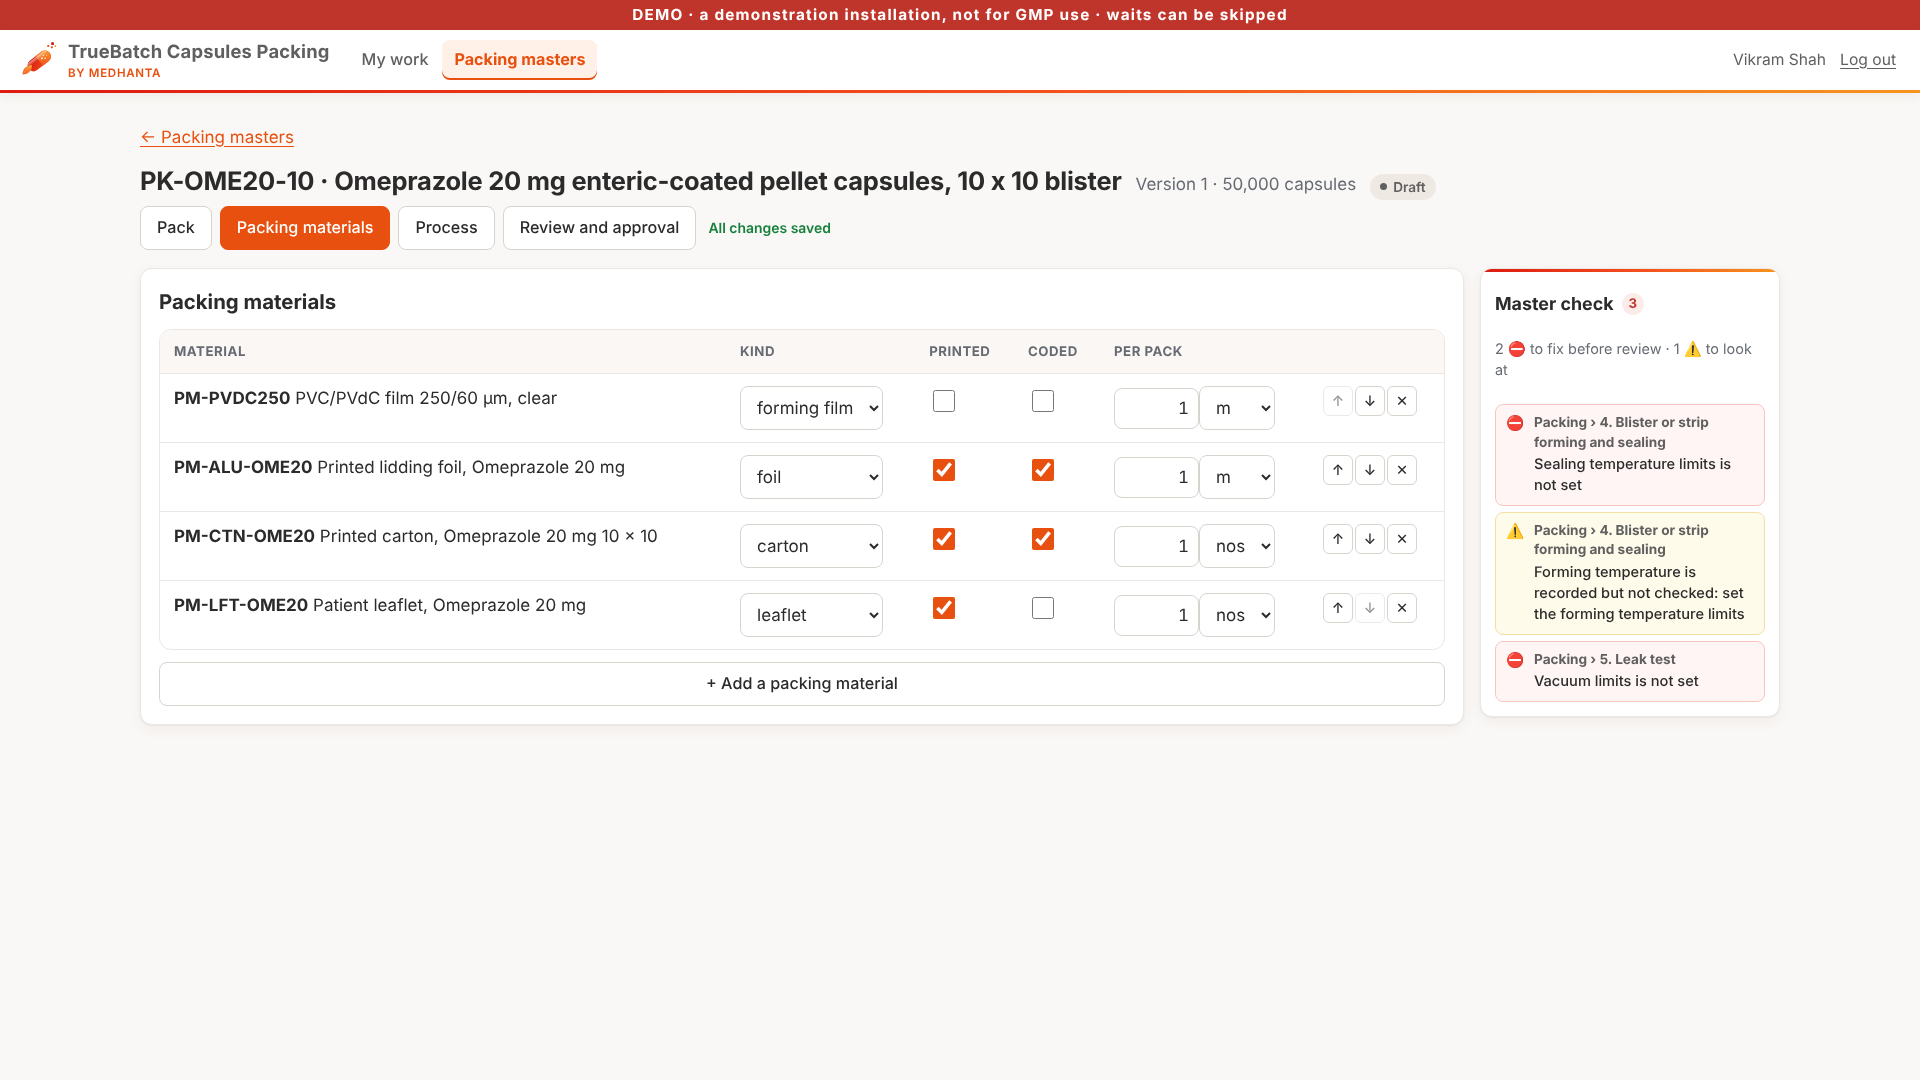 DEMO · a demonstration installation, not for GMP use · waits can be skipped
TrueBatch Capsules Packing
BY MEDHANTA
My work
Packing masters
Vikram Shah
Log out
← Packing masters
PK-OME20-10 · Omeprazole 20 mg enteric-coated pellet capsules, 10 x 10 blister
Version 1 · 50,000 capsules
Draft
Pack
Packing materials
Process
Review and approval
All changes saved
Packing materials
MATERIAL KIND PRINTED CODED PER PACK
PM-PVDC250 PVC/PVdC film 250/60 µm, clear forming film 1 m ↑ ↓ ×
PM-ALU-OME20 Printed lidding foil, Omeprazole 20 mg foil 1 m ↑ ↓ ×
PM-CTN-OME20 Printed carton, Omeprazole 20 mg 10 × 10 carton 1 nos ↑ ↓ ×
PM-LFT-OME20 Patient leaflet, Omeprazole 20 mg leaflet 1 nos ↑ ↓ ×
+ Add a packing material
Master check 3
2 ⛔ to fix before review · 1 ⚠️ to look
at
⛔ Packing › 4. Blister or strip
forming and sealing
Sealing temperature limits is
not set
⚠️ Packing › 4. Blister or strip
forming and sealing
Forming temperature is
recorded but not checked: set
the forming temperature limits
⛔ Packing › 5. Leak test
Vacuum limits is not set